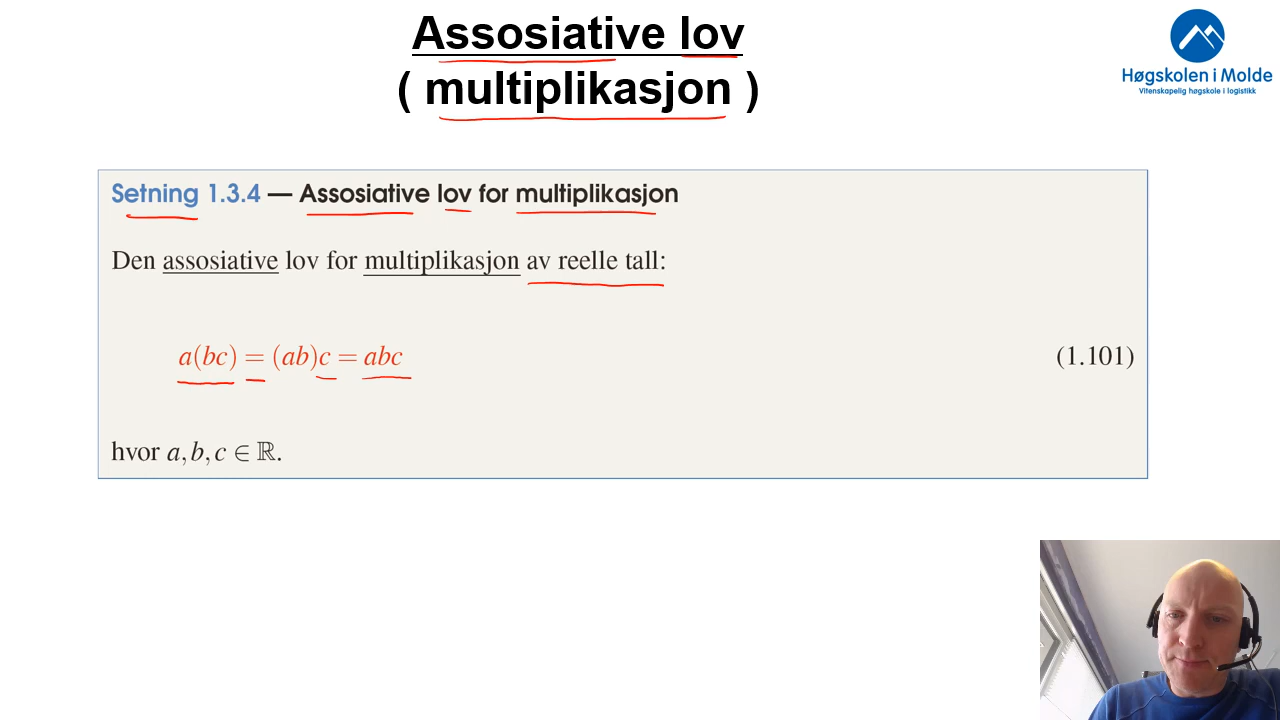 Assosiative lov
( multiplikasjon )
Høgskolen i Molde
Vitenskapelig høgskole i logistikk
Setning 1.3.4 — Assosiative lov for multiplikasjon
Den assosiative lov for multiplikasjon av reelle tall:
a(bc) = (ab)c = abc (1.101)
hvor a, b, c ∈ ℝ.